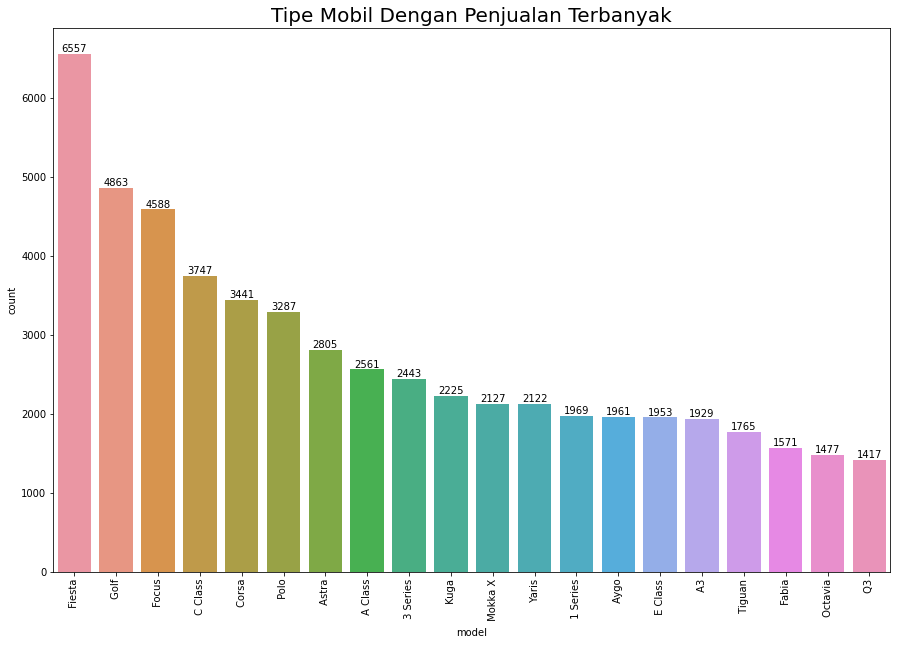 Tipe Mobil Dengan Penjualan Terbanyak
6557
4863
4588
3747
3441
3287
2805
2561
2443
2225
2127
2122
1969
1961
1953
1929
1765
1571
1477
1417
6000
5000
4000
3000
2000
1000
0
count
Fiesta
Golf
Focus
C Class
Corsa
Polo
Astra
A Class
3 Series
Kuga
Mokka X
Yaris
1 Series
Aygo
E Class
A3
Tiguan
Fabia
Octavia
Q3
model